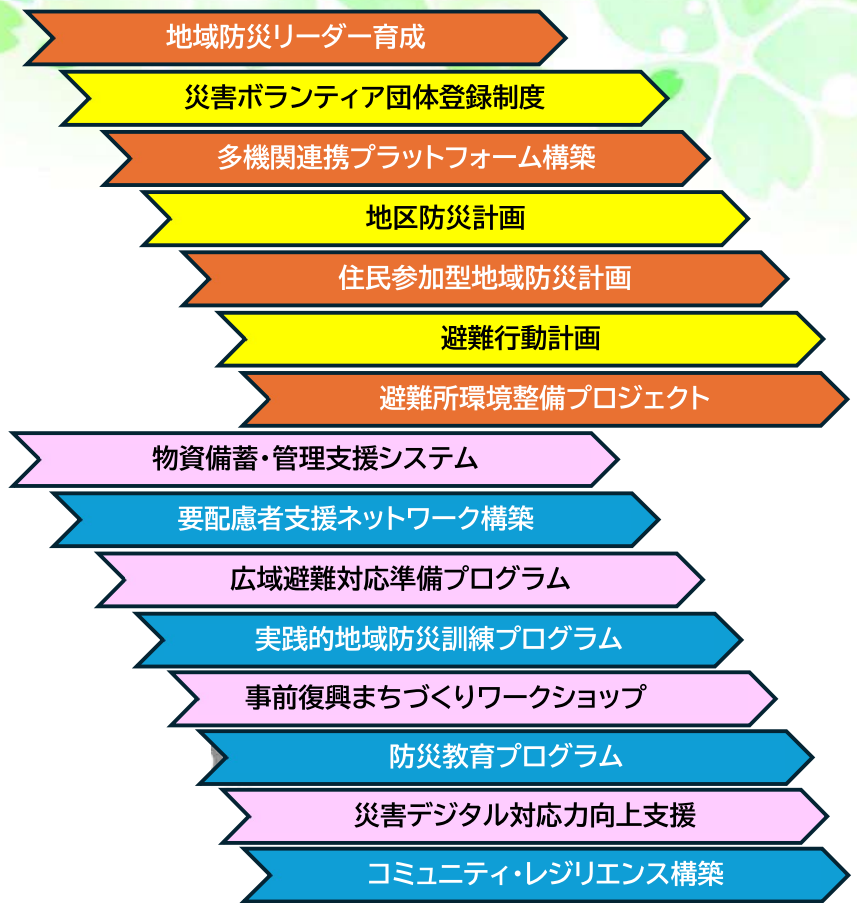 地域防災リーダー育成
災害ボランティア団体登録制度
多機関連携プラットフォーム構築
地区防災計画
住民参加型地域防災計画
避難行動計画
避難所環境整備プロジェクト
物資備蓄・管理支援システム
要配慮者支援ネットワーク構築
広域避難対応準備プログラム
実践的地域防災訓練プログラム
事前復興まちづくりワークショップ
防災教育プログラム
災害デジタル対応力向上支援
コミュニティ・レジリエンス構築